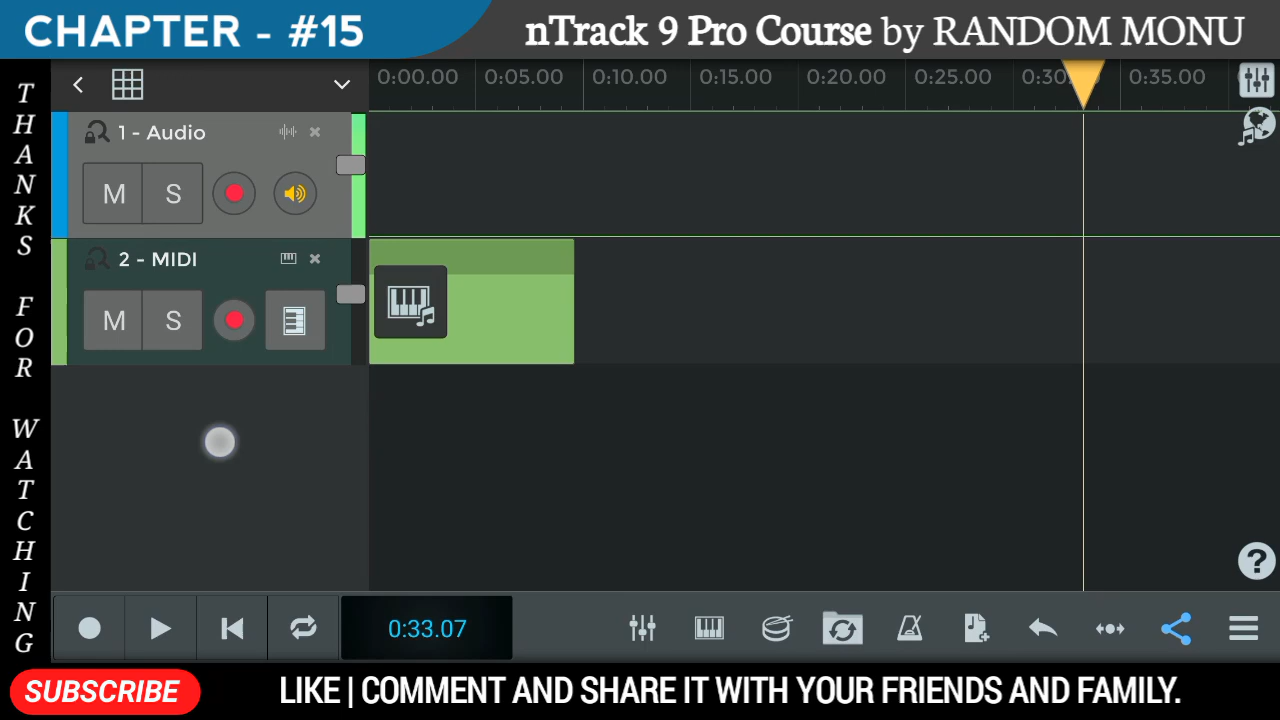 CHAPTER - #15
nTrack 9 Pro Course by RANDOM MONU
THANKS FOR WATCHING
0:00.00 0:05.00 0:10.00 0:15.00 0:20.00 0:25.00 0:30 0:35.00
1 - Audio
M S
2 - MIDI
M S
?
0:33.07
SUBSCRIBE
LIKE | COMMENT AND SHARE IT WITH YOUR FRIENDS AND FAMILY.